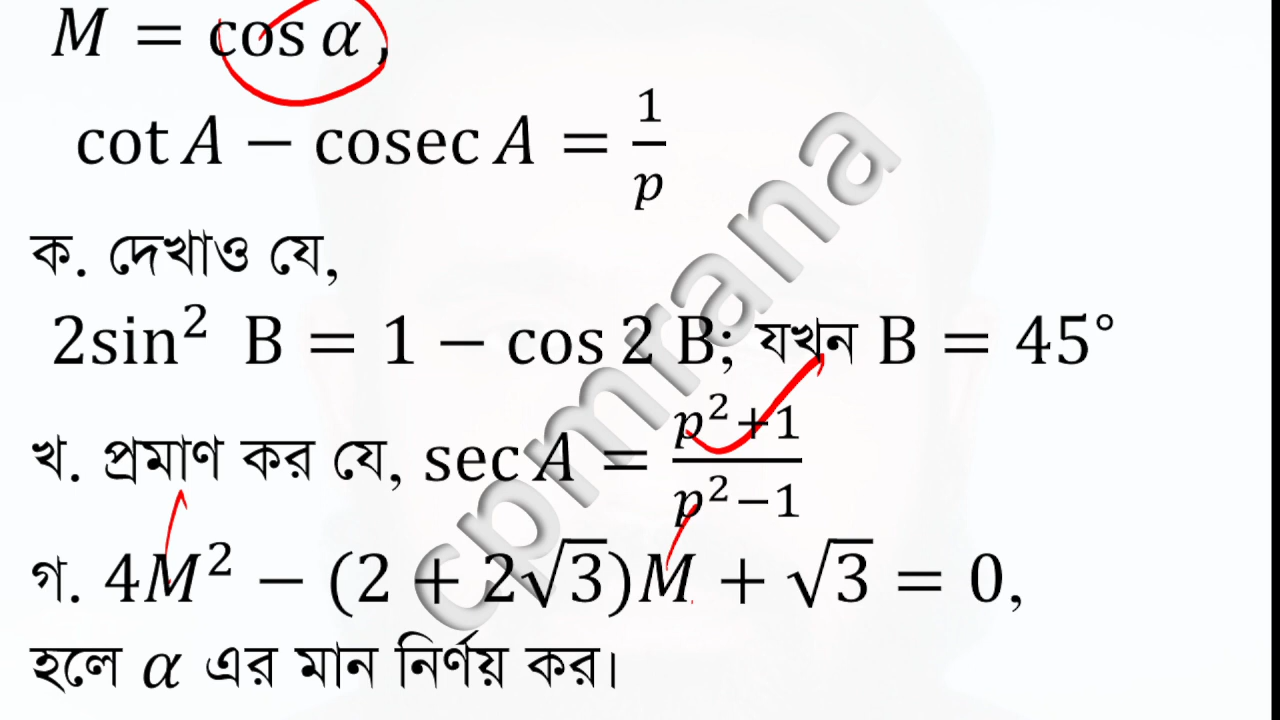 M = cos α,
cot A − cosec A = 1/p
ক. দেখাও যে,
2sin² B = 1 − cos 2 B; যখন B = 45°
খ. প্রমাণ কর যে, sec A = (p²+1)/(p²−1)
গ. 4M² − (2 + 2√3)M + √3 = 0,
হলে α এর মান নির্ণয় কর।
cpmrana